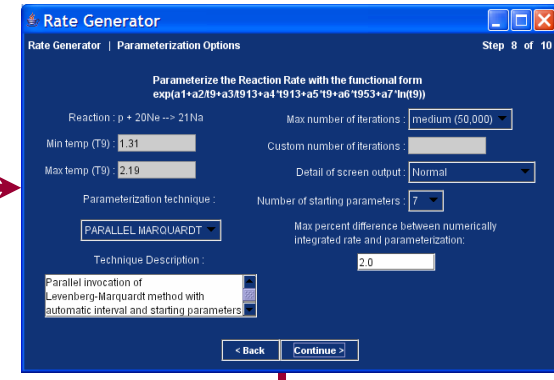 Rate Generator
Rate Generator | Parameterization Options
Step 8 of 10
Parameterize the Reaction Rate with the functional form
exp(a1+a2/t9+a3/t913+a4*t913+a5*t9+a6*t953+a7*ln(t9))
Reaction : p + 20Ne --> 21Na
Min temp (T9) : 1.31
Max temp (T9) : 2.19
Parameterization technique :
PARALLEL MARQUARDT
Technique Description :
Parallel invocation of
Levenberg-Marquardt method with
automatic interval and starting parameters
Max number of iterations : medium (50,000)
Custom number of iterations :
Detail of screen output : Normal
Number of starting parameters : 7
Max percent difference between numerically
integrated rate and parameterization:
2.0
< Back
Continue >